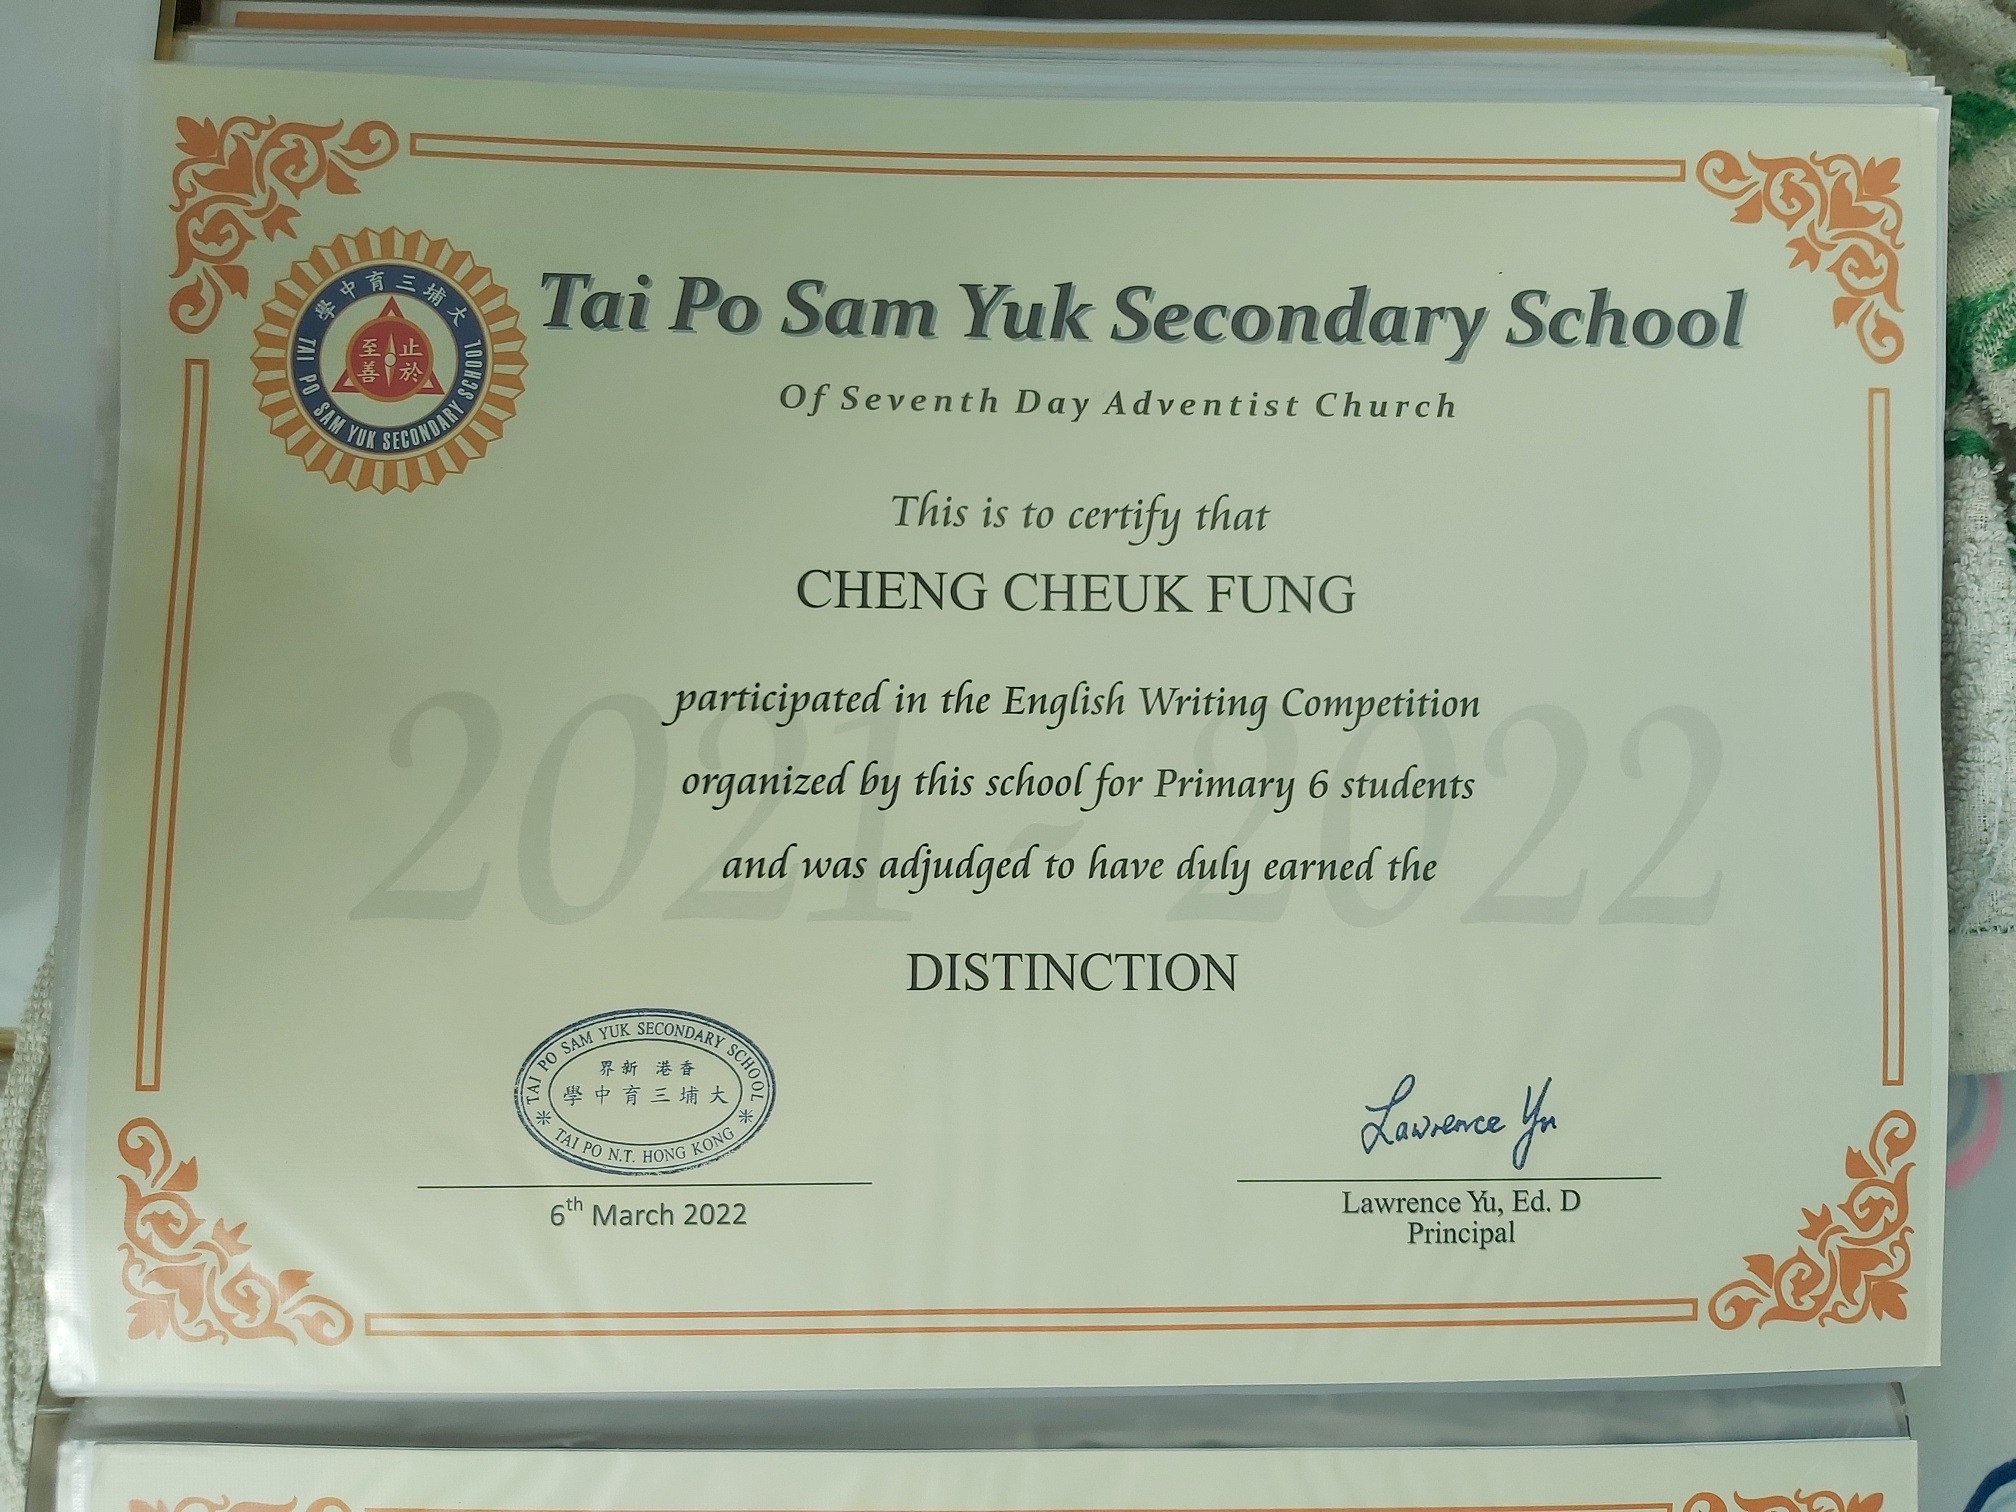 大埔三育中學
止於
至善
TAI PO SAM YUK SECONDARY SCHOOL
Tai Po Sam Yuk Secondary School
Of Seventh Day Adventist Church
This is to certify that
CHENG CHEUK FUNG
2021 - 2022
participated in the English Writing Competition
organized by this school for Primary 6 students
and was adjudged to have duly earned the
DISTINCTION
TAI PO SAM YUK SECONDARY SCHOOL
香港 新界
大埔三育中學
TAI PO N.T. HONG KONG
6th March 2022
Lawrence Yu
Lawrence Yu, Ed. D
Principal